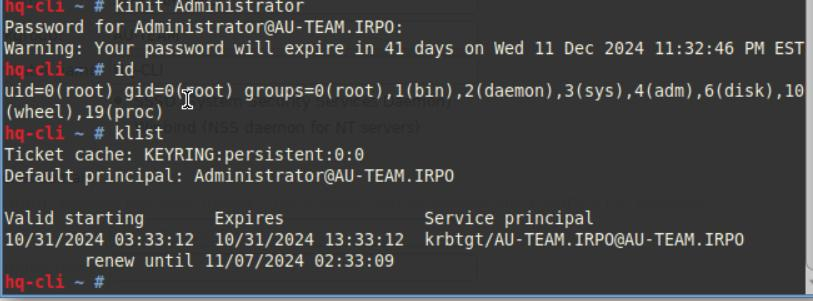 hq-cli ~ # kinit Administrator
Password for Administrator@AU-TEAM.IRPO:
Warning: Your password will expire in 41 days on Wed 11 Dec 2024 11:32:46 PM EST
hq-cli ~ # id
uid=0(root) gid=0(root) groups=0(root),1(bin),2(daemon),3(sys),4(adm),6(disk),10
(wheel),19(proc)
hq-cli ~ # klist
Ticket cache: KEYRING:persistent:0:0
Default principal: Administrator@AU-TEAM.IRPO
Valid starting       Expires              Service principal
10/31/2024 03:33:12  10/31/2024 13:33:12  krbtgt/AU-TEAM.IRPO@AU-TEAM.IRPO
        renew until 11/07/2024 02:33:09
hq-cli ~ #